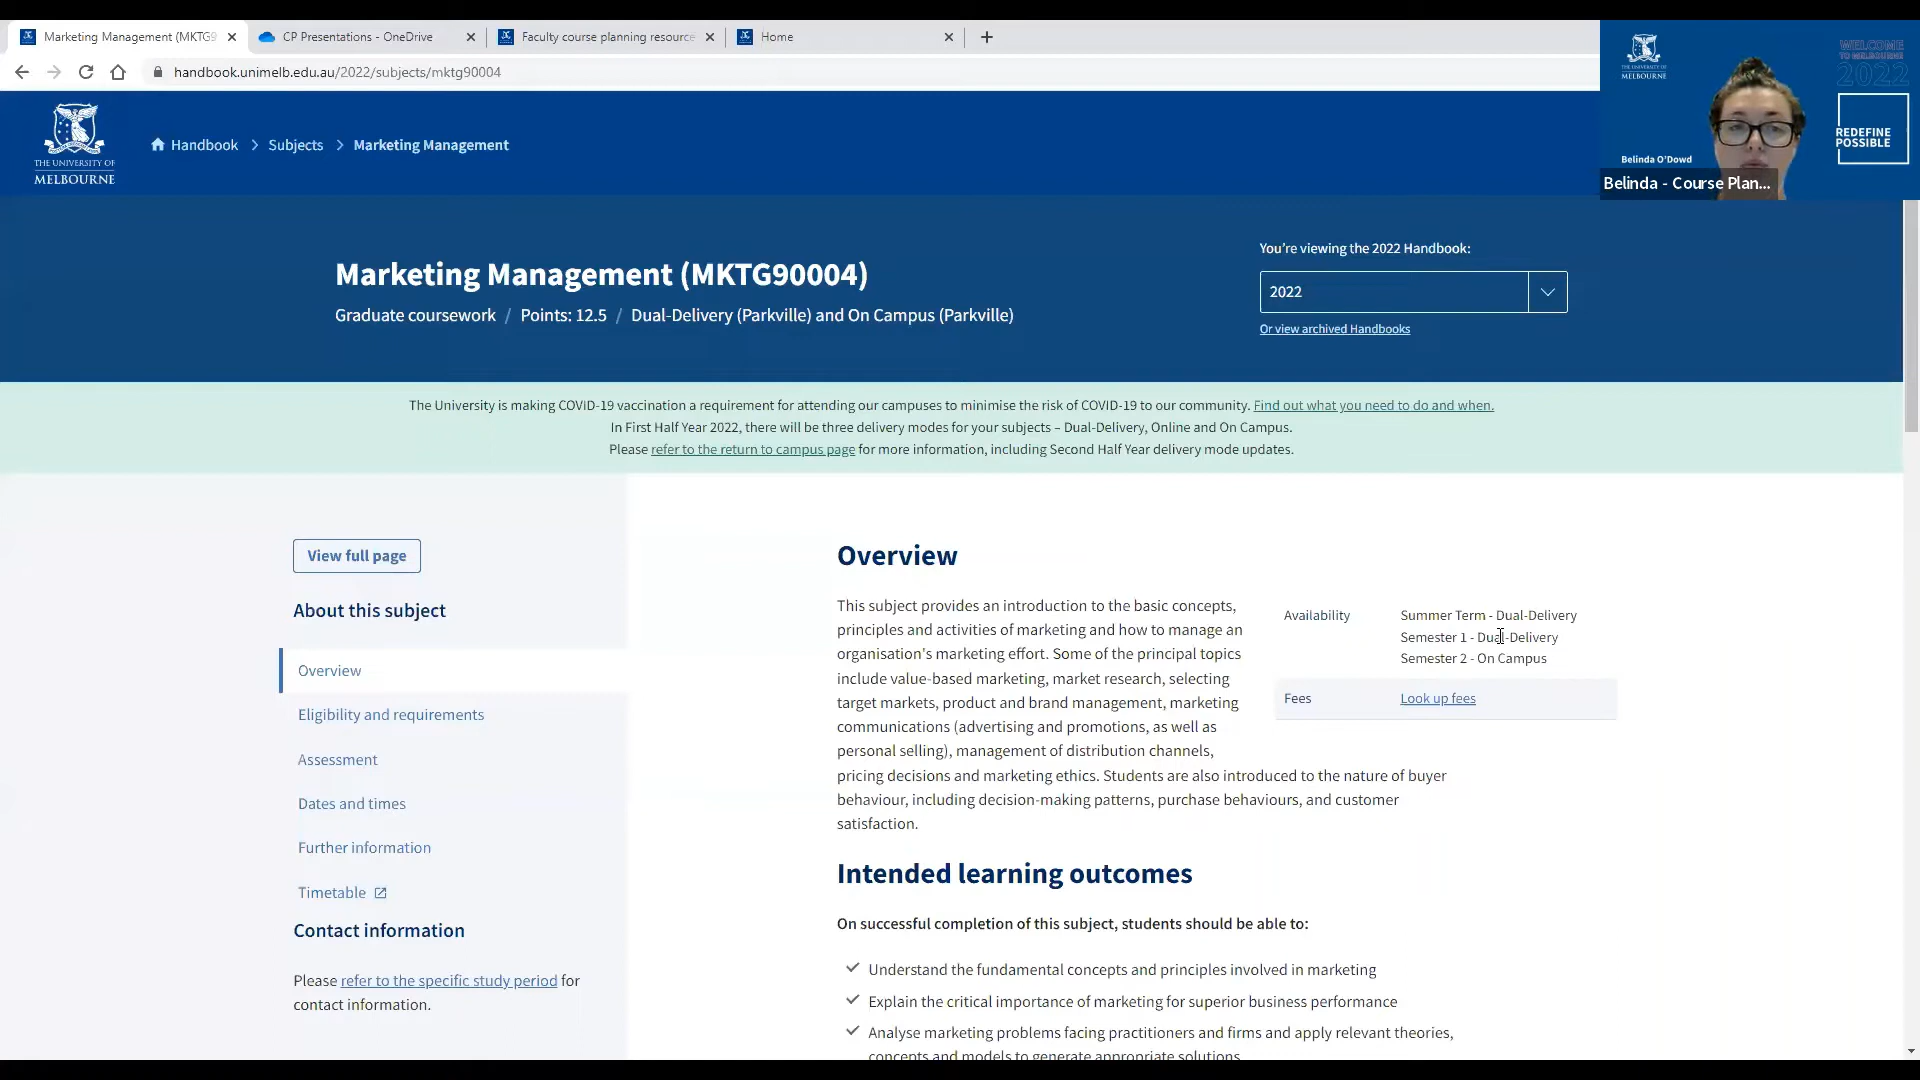 Marketing Management (MKTG9
CP Presentations - OneDrive
Faculty course planning resource
Home
handbook.unimelb.edu.au/2022/subjects/mktg90004
THE UNIVERSITY OF
MELBOURNE
WELCOME
TO MELBOURNE
2022
REDEFINE
POSSIBLE
Belinda O'Dowd
Belinda - Course Plan...
THE UNIVERSITY OF
MELBOURNE
Handbook
Subjects
Marketing Management
Marketing Management (MKTG90004)
Graduate coursework / Points: 12.5 / Dual-Delivery (Parkville) and On Campus (Parkville)
You're viewing the 2022 Handbook:
2022
Or view archived Handbooks
The University is making COVID-19 vaccination a requirement for attending our campuses to minimise the risk of COVID-19 to our community. Find out what you need to do and when.
In First Half Year 2022, there will be three delivery modes for your subjects – Dual-Delivery, Online and On Campus.
Please refer to the return to campus page for more information, including Second Half Year delivery mode updates.
View full page
About this subject
Overview
Eligibility and requirements
Assessment
Dates and times
Further information
Timetable
Contact information
Please refer to the specific study period for
contact information.
Overview
This subject provides an introduction to the basic concepts,
principles and activities of marketing and how to manage an
organisation's marketing effort. Some of the principal topics
include value-based marketing, market research, selecting
target markets, product and brand management, marketing
communications (advertising and promotions, as well as
personal selling), management of distribution channels,
pricing decisions and marketing ethics. Students are also introduced to the nature of buyer
behaviour, including decision-making patterns, purchase behaviours, and customer
satisfaction.
Availability
Summer Term - Dual-Delivery
Semester 1 - Dual-Delivery
Semester 2 - On Campus
Fees
Look up fees
Intended learning outcomes
On successful completion of this subject, students should be able to:
Understand the fundamental concepts and principles involved in marketing
Explain the critical importance of marketing for superior business performance
Analyse marketing problems facing practitioners and firms and apply relevant theories,
concepts and models to generate appropriate solutions